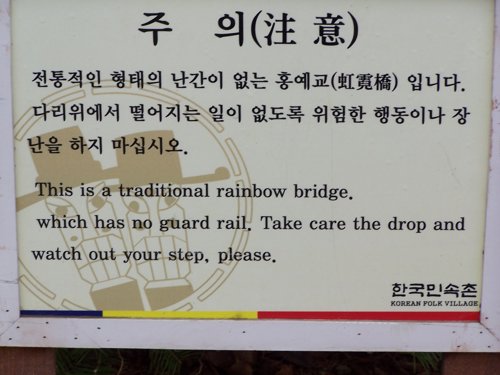 주 의(注 意)
전통적인 형태의 난간이 없는 홍예교(虹霓橋) 입니다.
다리위에서 떨어지는 일이 없도록 위험한 행동이나 장
난을 하지 마십시오.
This is a traditional rainbow bridge.
which has no guard rail. Take care the drop and
watch out your step, please.
한국민속촌
KOREAN FOLK VILLAGE